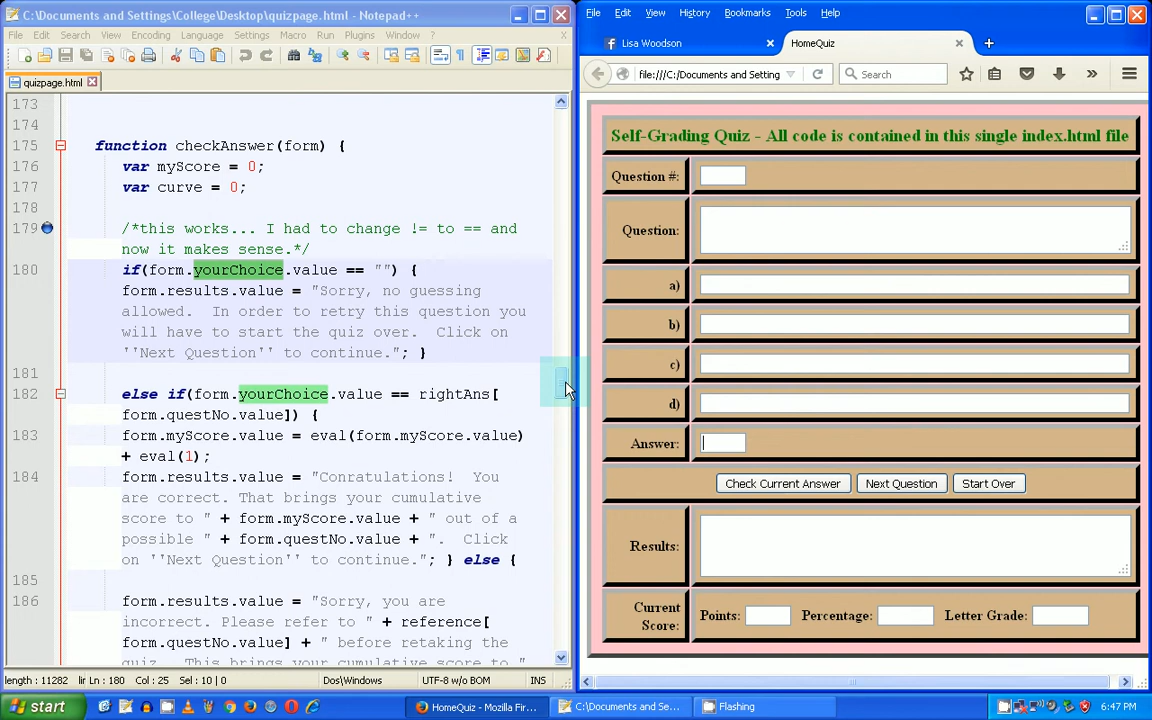 C:\Documents and Settings\College\Desktop\quizpage.html - Notepad++
File Edit Search View Encoding Language Settings Macro Run Plugins Window ? X
quizpage.html
173
174
175 function checkAnswer(form) {
176 var myScore = 0;
177 var curve = 0;
178
179 /*this works... I had to change != to == and
now it makes sense.*/
180 if(form.yourChoice.value == "") {
form.results.value = "Sorry, no guessing
allowed. In order to retry this question you
will have to start the quiz over. Click on
''Next Question'' to continue."; }
181
182 else if(form.yourChoice.value == rightAns[
form.questNo.value]) {
183 form.myScore.value = eval(form.myScore.value)
+ eval(1);
184 form.results.value = "Conratulations! You
are correct. That brings your cumulative
score to " + form.myScore.value + " out of a
possible " + form.questNo.value + ". Click
on ''Next Question'' to continue."; } else {
185
186 form.results.value = "Sorry, you are
incorrect. Please refer to " + reference[
form.questNo.value] + " before retaking the
quiz. This brings your cumulative score to "
length : 11282 lir Ln : 180 Col : 25 Sel : 10 | 0 Dos\Windows UTF-8 w/o BOM INS
File Edit View History Bookmarks Tools Help
Lisa Woodson HomeQuiz
file:///C:/Documents and Setting Search
Self-Grading Quiz - All code is contained in this single index.html file
Question #:
Question:
a)
b)
c)
d)
Answer:
Check Current Answer Next Question Start Over
Results:
Current
Score:
Points: Percentage: Letter Grade:
start HomeQuiz - Mozilla Fir... C:\Documents and Se... Flashing 6:47 PM